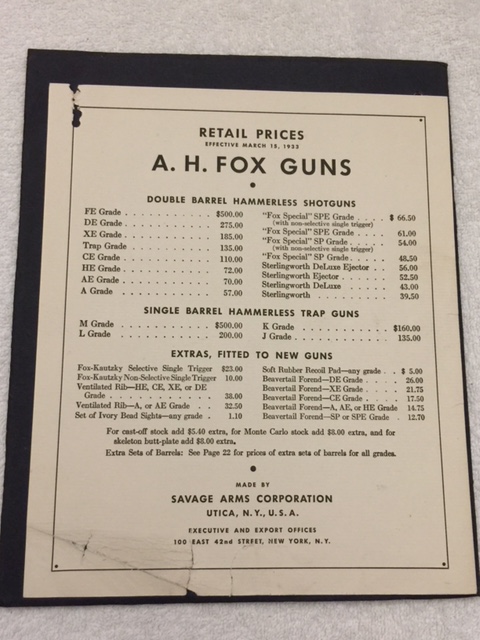 RETAIL PRICES
EFFECTIVE MARCH 15, 1933
A. H. FOX GUNS
DOUBLE BARREL HAMMERLESS SHOTGUNS
FE Grade . . . . . . . . . . $500.00
DE Grade . . . . . . . . . . 275.00
XE Grade . . . . . . . . . . 185.00
Trap Grade . . . . . . . . . 135.00
CE Grade . . . . . . . . . . 110.00
HE Grade . . . . . . . . . . 72.00
AE Grade . . . . . . . . . . 70.00
A Grade . . . . . . . . . . 57.00
"Fox Special" SPE Grade . . . . $ 66.50
(with non-selective single trigger)
"Fox Special" SPE Grade . . . . 61.00
"Fox Special" SP Grade . . . . 54.00
(with non-selective single trigger)
"Fox Special" SP Grade . . . . 48.50
Sterlingworth DeLuxe Ejector . . 56.00
Sterlingworth Ejector . . . . . 52.50
Sterlingworth DeLuxe . . . . . 43.00
Sterlingworth . . . . . . . 39.50
SINGLE BARREL HAMMERLESS TRAP GUNS
M Grade . . . . . . . . . . $500.00
L Grade . . . . . . . . . . 200.00
K Grade . . . . . . . . . $160.00
J Grade . . . . . . . . . 135.00
EXTRAS, FITTED TO NEW GUNS
Fox-Kautzky Selective Single Trigger $23.00
Fox-Kautzky Non-Selective Single Trigger 10.00
Ventilated Rib—HE, CE, XE, or DE
Grade . . . . . . . . . . 38.00
Ventilated Rib—A, or AE Grade . . 32.50
Set of Ivory Bead Sights—any grade . 1.10
Soft Rubber Recoil Pad—any grade . . $ 5.00
Beavertail Forend—DE Grade . . . . 26.00
Beavertail Forend—XE Grade . . . . 21.75
Beavertail Forend—CE Grade . . . . 17.50
Beavertail Forend—A, AE, or HE Grade 14.75
Beavertail Forend—SP or SPE Grade . 12.70
For cast-off stock add $5.40 extra, for Monte Carlo stock add $8.00 extra, and for
skeleton butt-plate add $8.00 extra.
Extra Sets of Barrels: See Page 22 for prices of extra sets of barrels for all grades.
MADE BY
SAVAGE ARMS CORPORATION
UTICA, N.Y., U.S.A.
EXECUTIVE AND EXPORT OFFICES
100 EAST 42nd STREET, NEW YORK, N.Y.